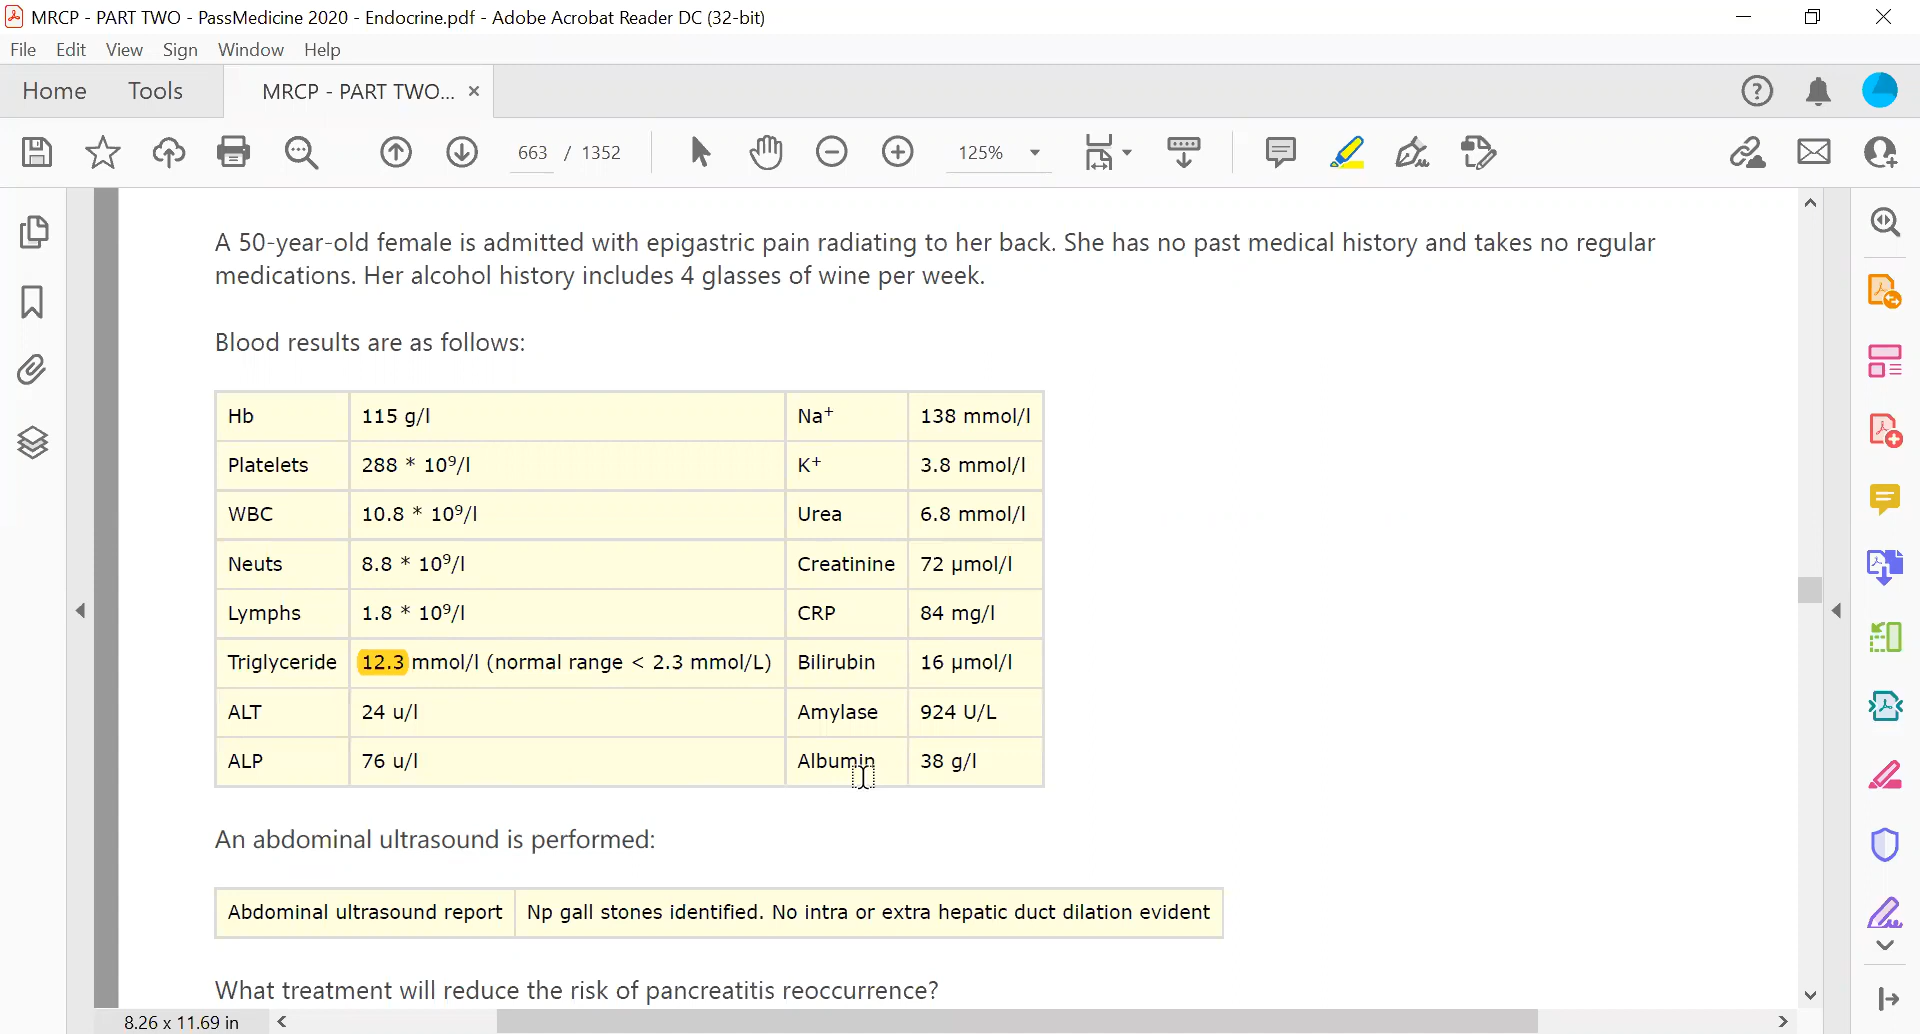 MRCP - PART TWO - PassMedicine 2020 - Endocrine.pdf - Adobe Acrobat Reader DC (32-bit)
File Edit View Sign Window Help
Home Tools MRCP - PART TWO... ×
663 / 1352 125%
A 50-year-old female is admitted with epigastric pain radiating to her back. She has no past medical history and takes no regular
medications. Her alcohol history includes 4 glasses of wine per week.
Blood results are as follows:
Hb 115 g/l Na⁺ 138 mmol/l
Platelets 288 * 10⁹/l K⁺ 3.8 mmol/l
WBC 10.8 * 10⁹/l Urea 6.8 mmol/l
Neuts 8.8 * 10⁹/l Creatinine 72 µmol/l
Lymphs 1.8 * 10⁹/l CRP 84 mg/l
Triglyceride 12.3 mmol/l (normal range < 2.3 mmol/L) Bilirubin 16 µmol/l
ALT 24 u/l Amylase 924 U/L
ALP 76 u/l Albumin 38 g/l
An abdominal ultrasound is performed:
Abdominal ultrasound report Np gall stones identified. No intra or extra hepatic duct dilation evident
What treatment will reduce the risk of pancreatitis reoccurrence?
8.26 x 11.69 in